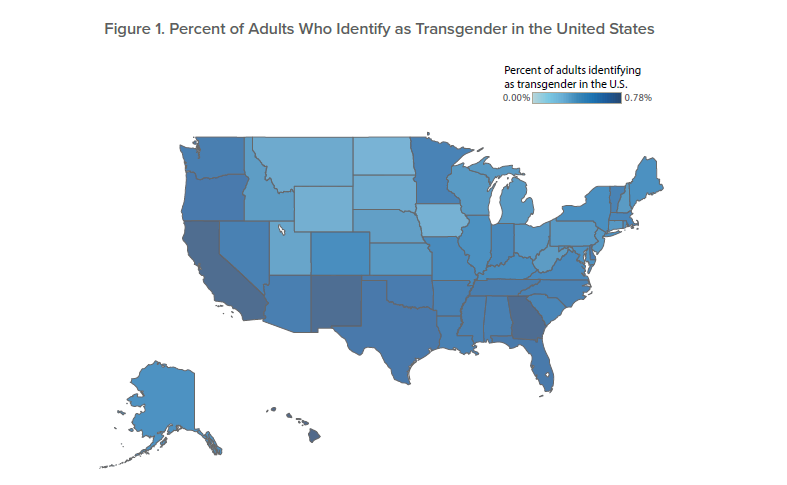 Figure 1. Percent of Adults Who Identify as Transgender in the United States
Percent of adults identifying
as transgender in the U.S.
0.00% 0.78%